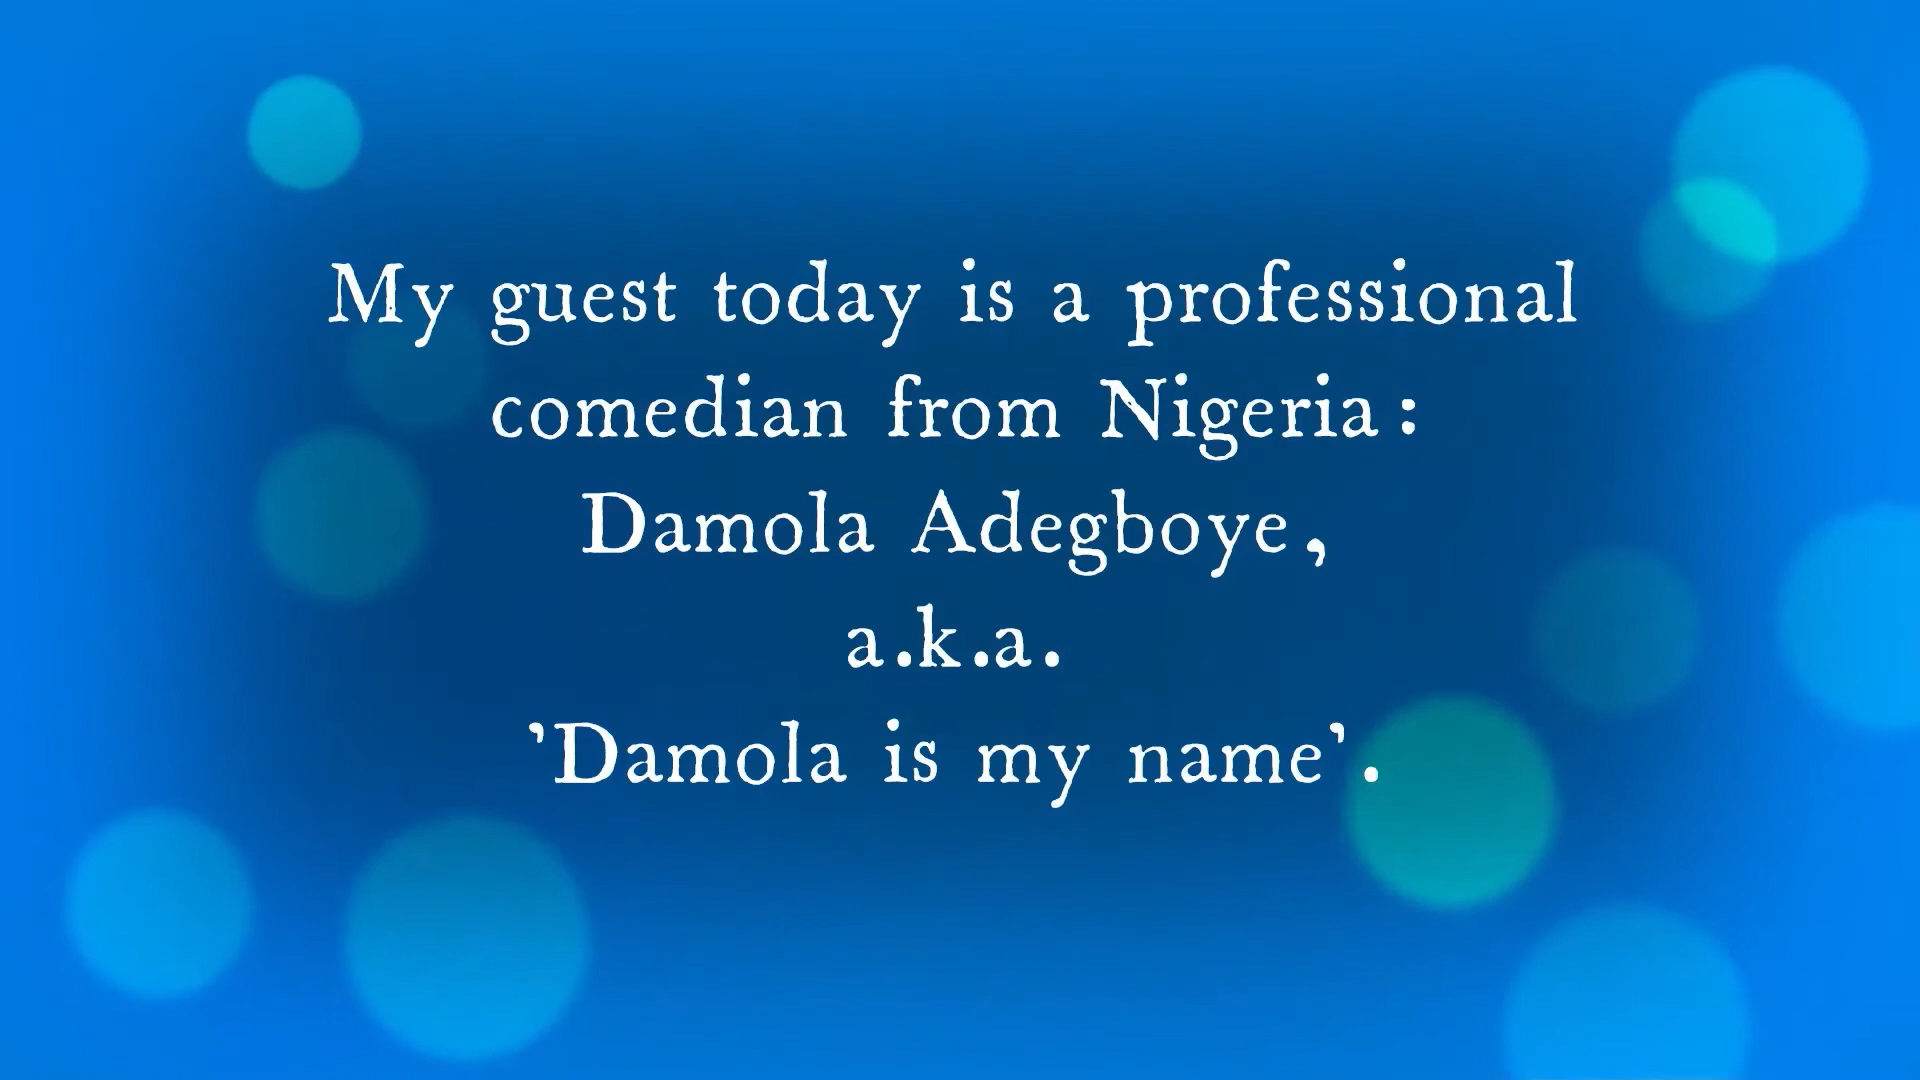 My guest today is a professional
comedian from Nigeria:
Damola Adegboye,
a.k.a.
'Damola is my name'.